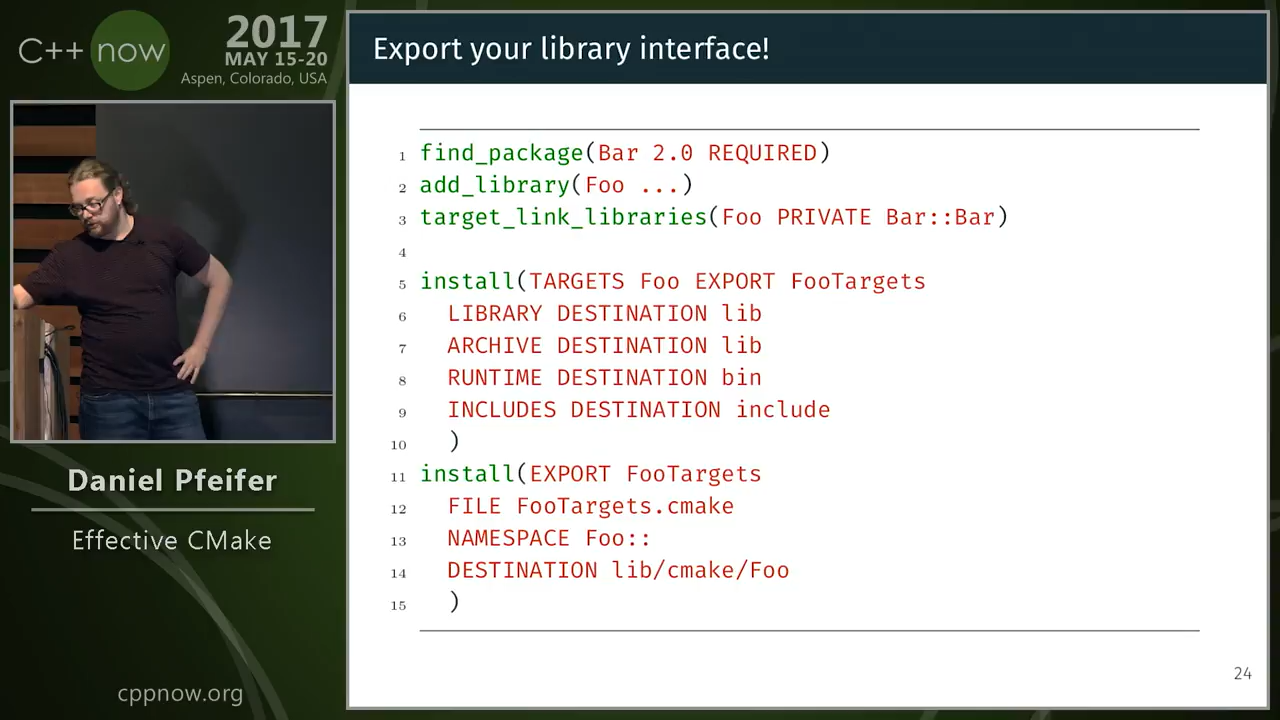 C++ now
2017
MAY 15-20
Aspen, Colorado, USA
Daniel Pfeifer
Effective CMake
cppnow.org
Export your library interface!
1 find_package(Bar 2.0 REQUIRED)
2 add_library(Foo ...)
3 target_link_libraries(Foo PRIVATE Bar::Bar)
4
5 install(TARGETS Foo EXPORT FooTargets
6 LIBRARY DESTINATION lib
7 ARCHIVE DESTINATION lib
8 RUNTIME DESTINATION bin
9 INCLUDES DESTINATION include
10 )
11 install(EXPORT FooTargets
12 FILE FooTargets.cmake
13 NAMESPACE Foo::
14 DESTINATION lib/cmake/Foo
15 )
24